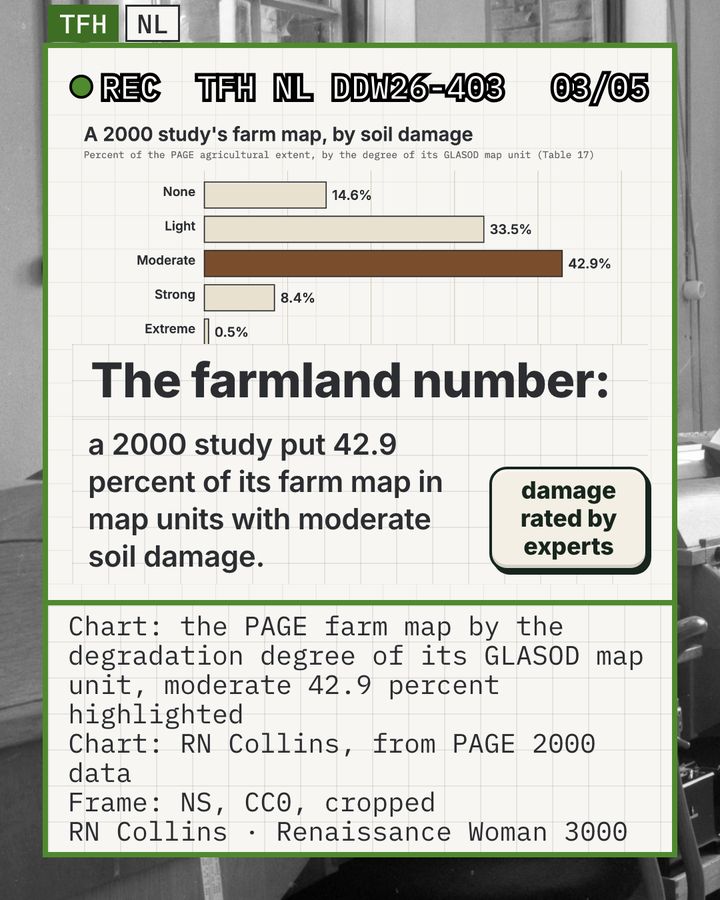 TFH NL
REC TFH NL DDW26-403 03/05
A 2000 study's farm map, by soil damage
Percent of the PAGE agricultural extent, by the degree of its GLASOD map unit (Table 17)
None 14.6%
Light 33.5%
Moderate 42.9%
Strong 8.4%
Extreme 0.5%
The farmland number:
a 2000 study put 42.9
percent of its farm map in
map units with moderate
soil damage.
damage
rated by
experts
Chart: the PAGE farm map by the
degradation degree of its GLASOD map
unit, moderate 42.9 percent
highlighted
Chart: RN Collins, from PAGE 2000
data
Frame: NS, CC0, cropped
RN Collins · Renaissance Woman 3000